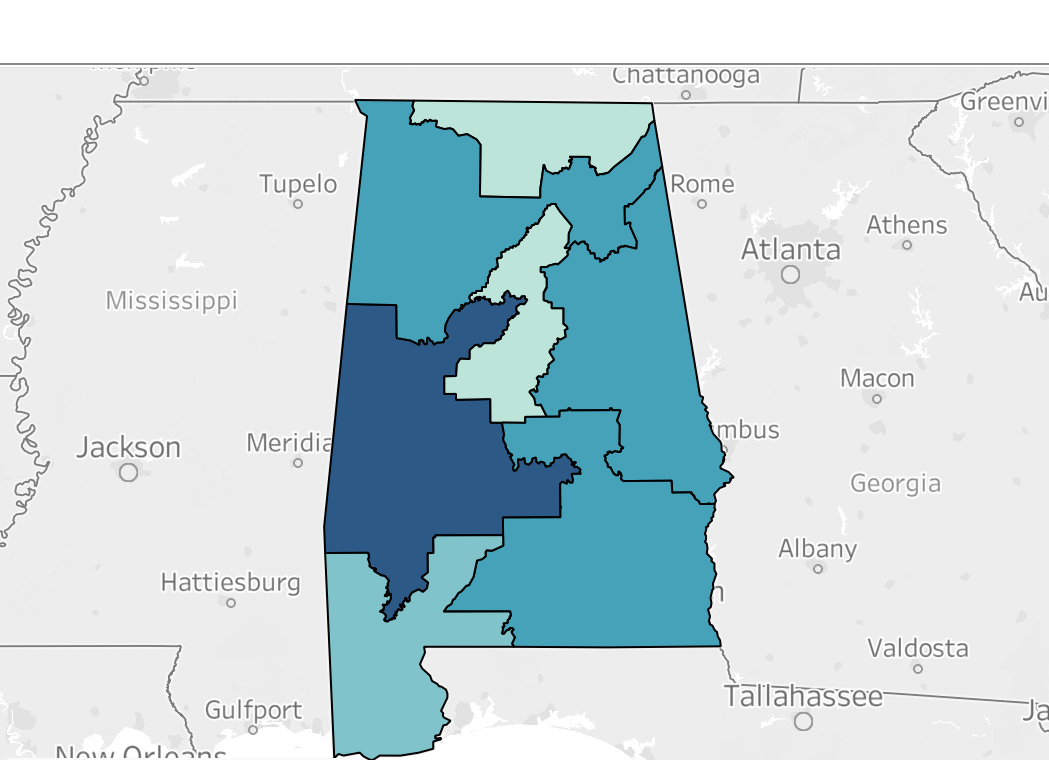 Chattanooga
Greenvi
Tupelo
Rome
Athens
Atlanta
Mississippi
Au
Macon
mbus
Jackson
Meridia
Georgia
Albany
Hattiesburg
n
Valdosta
Tallahassee
Gulfport
Ja
New Orleans